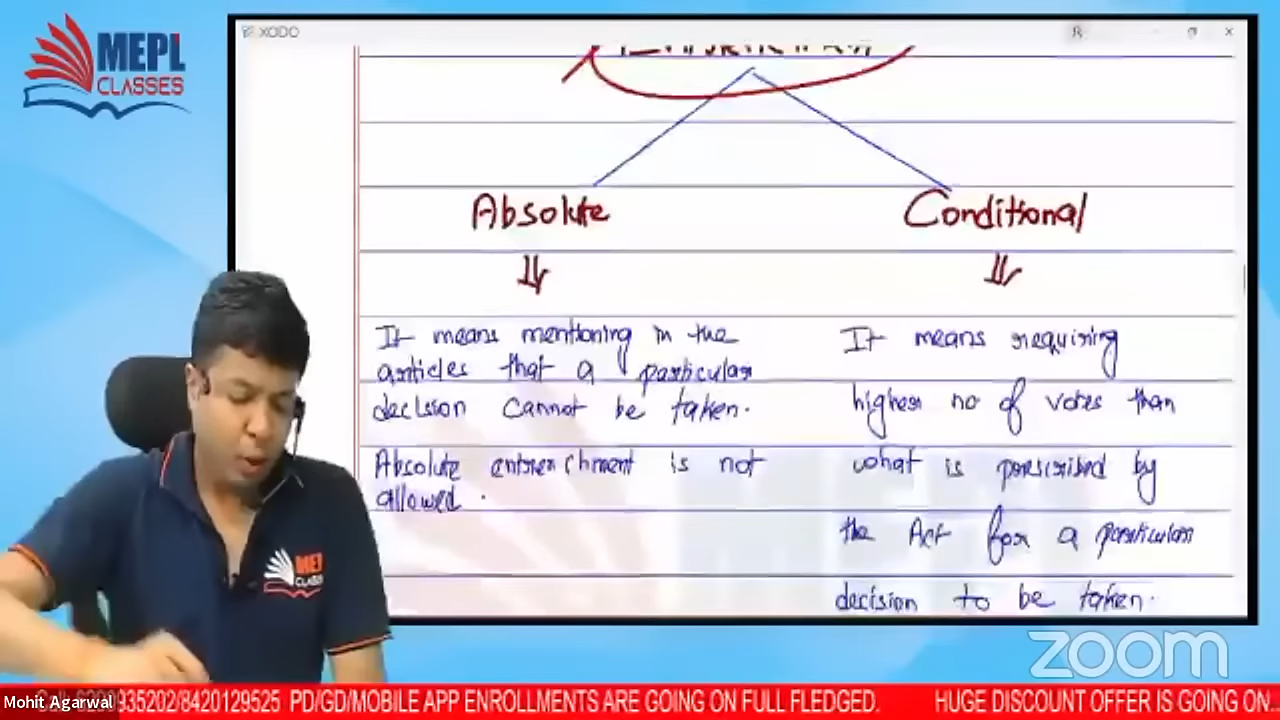 MEPL
CLASSES
XODO
Absolute
Conditional
It means mentioning in the
articles that a particular
decision cannot be taken.
Absolute entrenchment is not
allowed.
It means requiring
higher no of votes than
what is prescribed by
the Act for a particular
decision to be taken.
MEPL
CLASSES
zoom
Mohit Agarwal
/8420129525 PD/GD/MOBILE APP ENROLLMENTS ARE GOING ON FULL FLEDGED. HUGE DISCOUNT OFFER IS GOING ON..